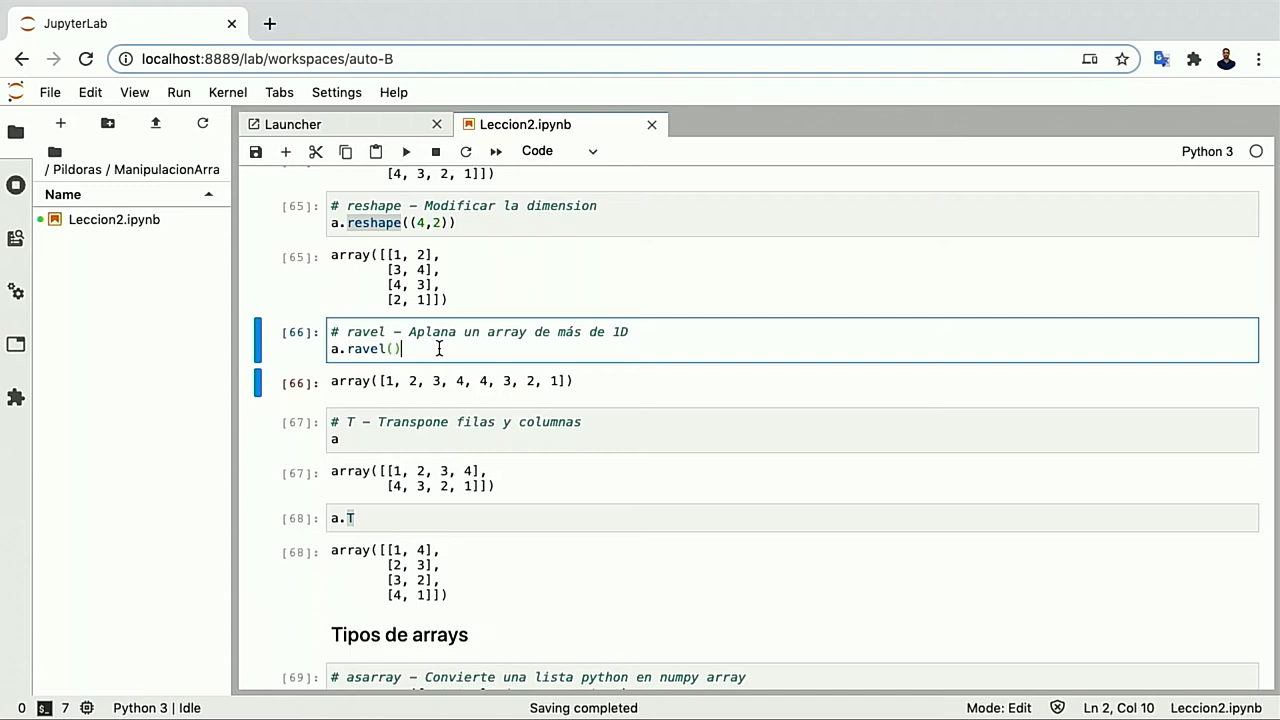 JupyterLab
localhost:8889/lab/workspaces/auto-B
File Edit View Run Kernel Tabs Settings Help
Launcher
Leccion2.ipynb
Code
Python 3
/ Pildoras / ManipulacionArra
Name
Leccion2.ipynb
[4, 3, 2, 1]])
[65]: # reshape – Modificar la dimension
a.reshape((4,2))
[65]: array([[1, 2],
[3, 4],
[4, 3],
[2, 1]])
[66]: # ravel – Aplana un array de más de 1D
a.ravel()
[66]: array([1, 2, 3, 4, 4, 3, 2, 1])
[67]: # T – Transpone filas y columnas
a
[67]: array([[1, 2, 3, 4],
[4, 3, 2, 1]])
[68]: a.T
[68]: array([[1, 4],
[2, 3],
[3, 2],
[4, 1]])
Tipos de arrays
[69]: # asarray – Convierte una lista python en numpy array
0 7 Python 3 | Idle Saving completed Mode: Edit Ln 2, Col 10 Leccion2.ipynb